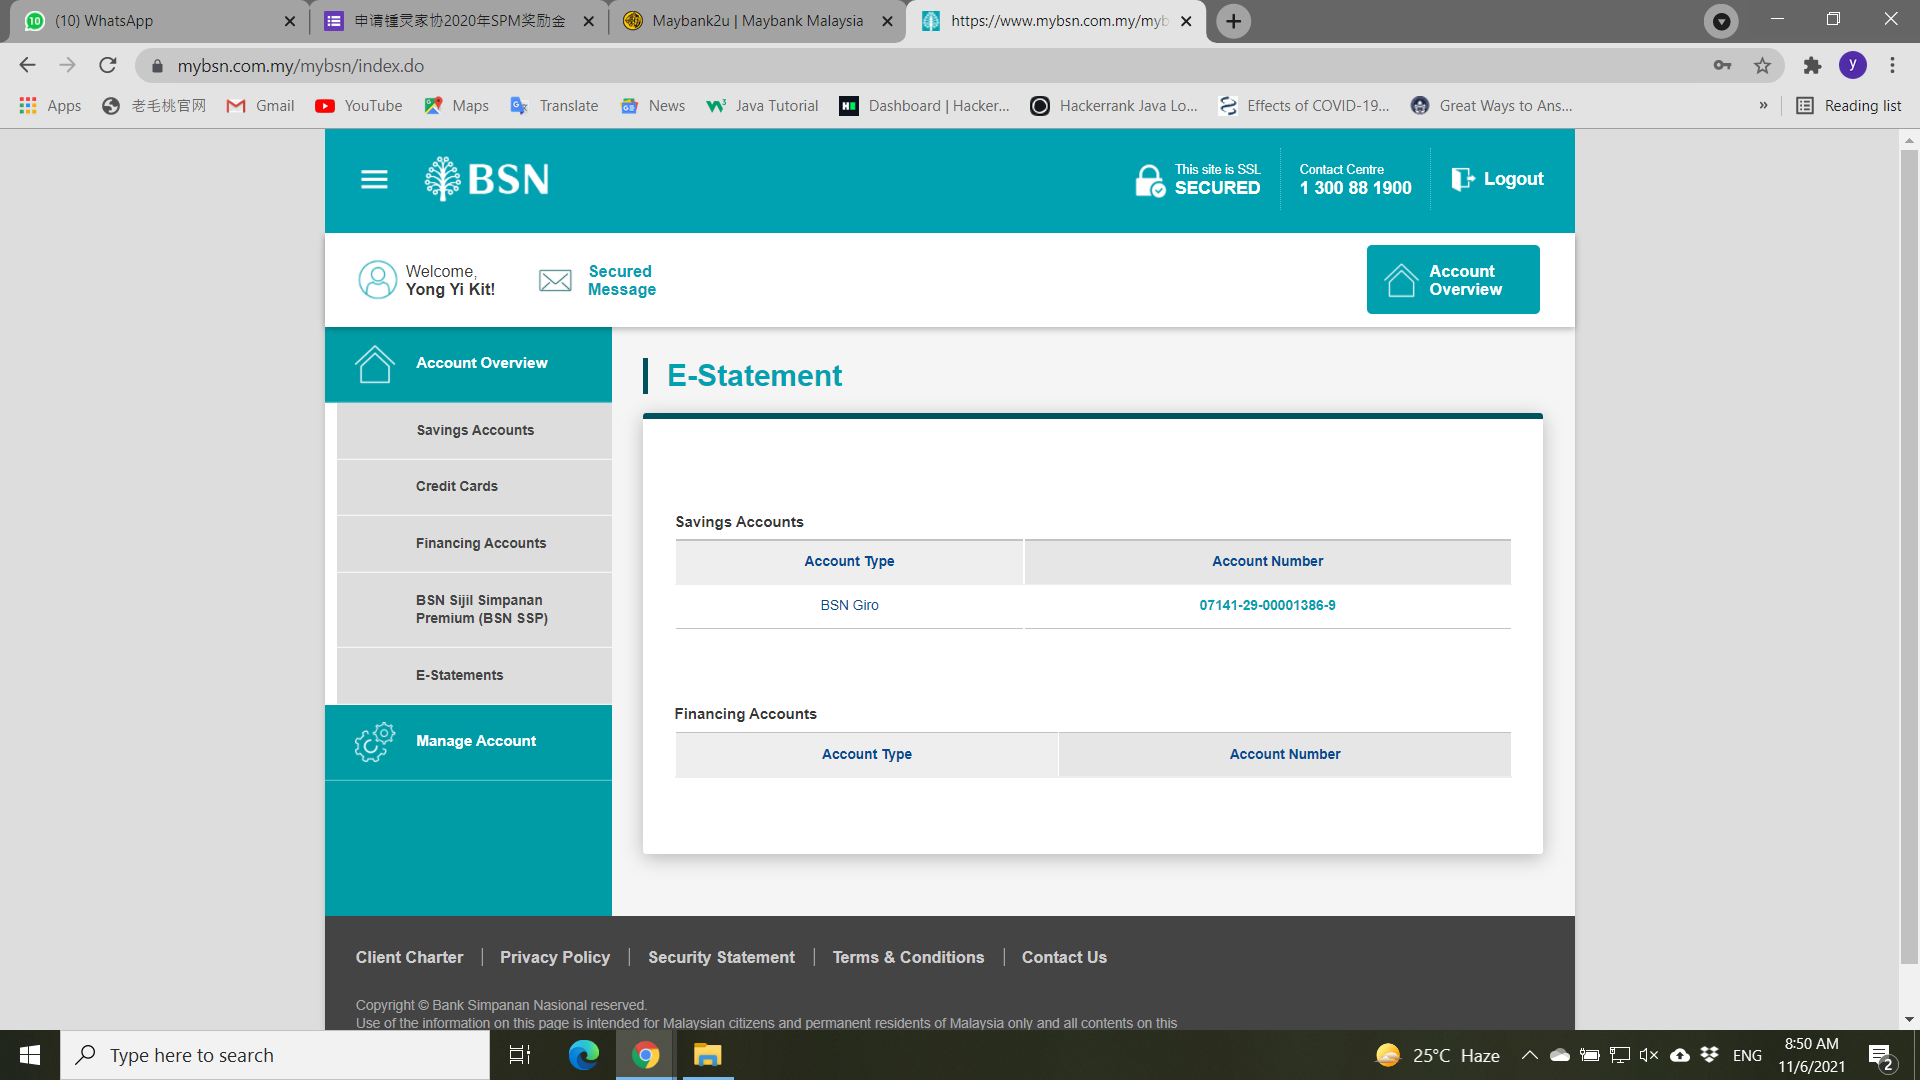 (10) WhatsApp
申请锤灵家协2020年SPM奖励金
Maybank2u | Maybank Malaysia
https://www.mybsn.com.my/myb
mybsn.com.my/mybsn/index.do
y
Apps
老毛桃官网
Gmail
YouTube
Maps
Translate
News
Java Tutorial
Dashboard | Hacker...
Hackerrank Java Lo...
Effects of COVID-19...
Great Ways to Ans...
»
Reading list
BSN
This site is SSL
SECURED
Contact Centre
1 300 88 1900
Logout
Welcome,
Yong Yi Kit!
Secured
Message
Account
Overview
Account Overview
Savings Accounts
Credit Cards
Financing Accounts
BSN Sijil Simpanan
Premium (BSN SSP)
E-Statements
Manage Account
E-Statement
Savings Accounts
Account Type
Account Number
BSN Giro
07141-29-00001386-9
Financing Accounts
Account Type
Account Number
Client Charter | Privacy Policy | Security Statement | Terms & Conditions | Contact Us
Copyright © Bank Simpanan Nasional reserved.
Use of the information on this page is intended for Malaysian citizens and permanent residents of Malaysia only and all contents on this
Type here to search
25°C Haze
ENG
8:50 AM
11/6/2021
2